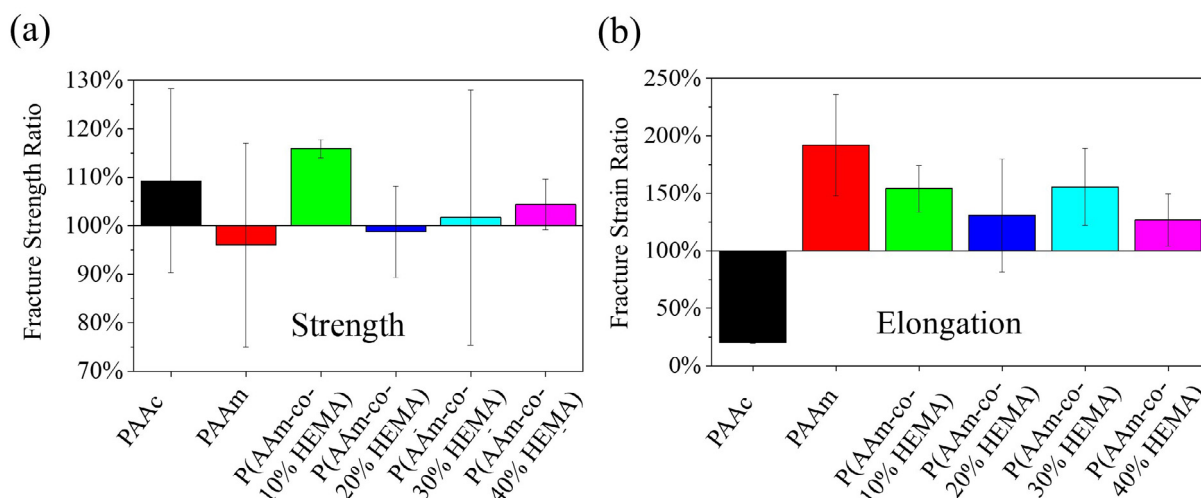 (a)
Fracture Strength Ratio
130%
120%
110%
100%
90%
80%
70%
Strength
PAAc
PAAm
P(AAm-co-
10% HEMA)
P(AAm-co-
20% HEMA)
P(AAm-co-
30% HEMA)
P(AAm-co-
40% HEMA)
(b)
Fracture Strain Ratio
250%
200%
150%
100%
50%
0%
Elongation
PAAc
PAAm
P(AAm-co-
10% HEMA)
P(AAm-co-
20% HEMA)
P(AAm-co-
30% HEMA)
P(AAm-co-
40% HEMA)